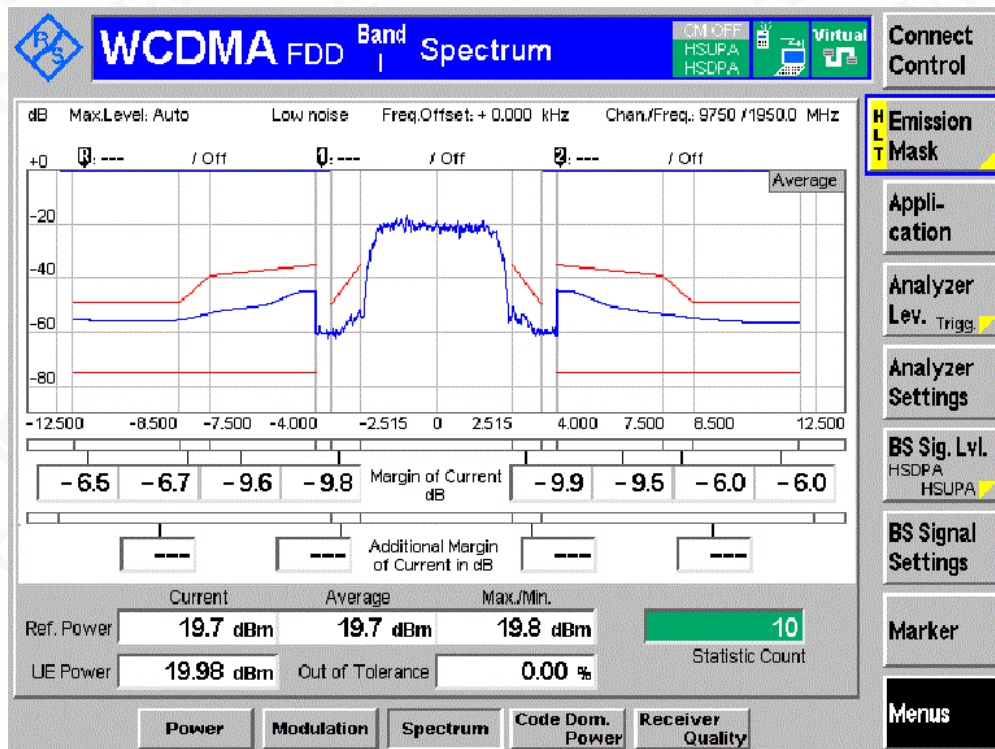 R/S
WCDMA FDD Band I Spectrum
CM OFF
HSUPA
HSDPA
Virtual
Connect Control
dB Max.Level: Auto Low noise Freq.Offset: + 0.000 kHz Chan./Freq.: 9750 /1950.0 MHz
HLT
Emission Mask
+0 R: --- / Off 1: --- / Off 2: --- / Off
Average
Appli-
cation
-20
-40
Analyzer
Lev. Trigg.
-60
-80
Analyzer
Settings
-12.500 -8.500 -7.500 -4.000 -2.515 0 2.515 4.000 7.500 8.500 12.500
BS Sig. Lvl.
HSDPA
HSUPA
-6.5 -6.7 -9.6 -9.8 Margin of Current dB -9.9 -9.5 -6.0 -6.0
BS Signal
Settings
--- --- Additional Margin of Current in dB --- ---
Current Average Max./Min.
Ref. Power 19.7 dBm 19.7 dBm 19.8 dBm 10
Statistic Count
Marker
UE Power 19.98 dBm Out of Tolerance 0.00 %
Power Modulation Spectrum Code Dom. Power Receiver Quality
Menus